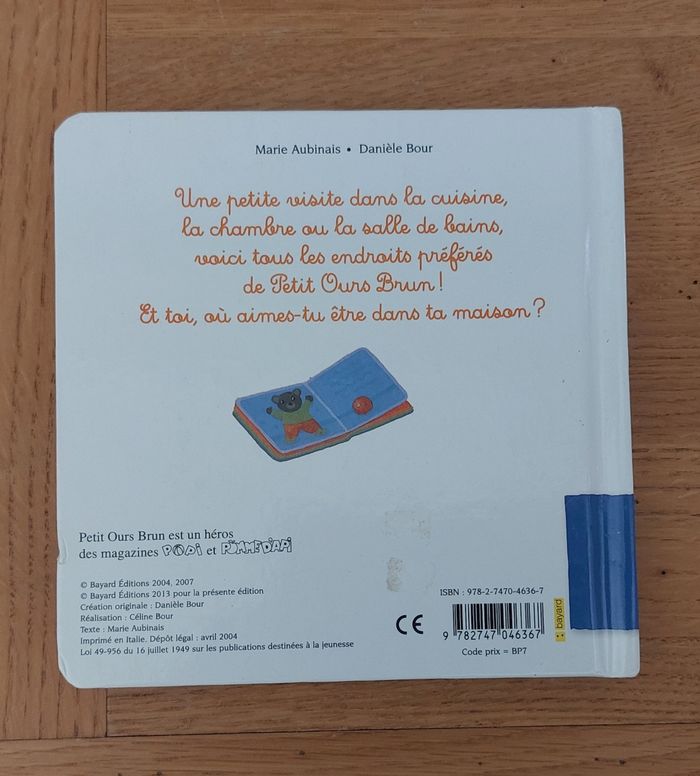 Marie Aubinais • Danièle Bour
Une petite visite dans la cuisine,
la chambre ou la salle de bains,
voici tous les endroits préférés
de Petit Ours Brun !
Et toi, où aimes-tu être dans ta maison ?
Petit Ours Brun est un héros
des magazines POPI et POMME D'API
© Bayard Éditions 2004, 2007
© Bayard Éditions 2013 pour la présente édition
Création originale : Danièle Bour
Réalisation : Céline Bour
Texte : Marie Aubinais
Imprimé en Italie. Dépôt légal : avril 2004
Loi 49-956 du 16 juillet 1949 sur les publications destinées à la jeunesse
CE
ISBN : 978-2-7470-4636-7
9 782747 046367
Code prix = BP7
bayard